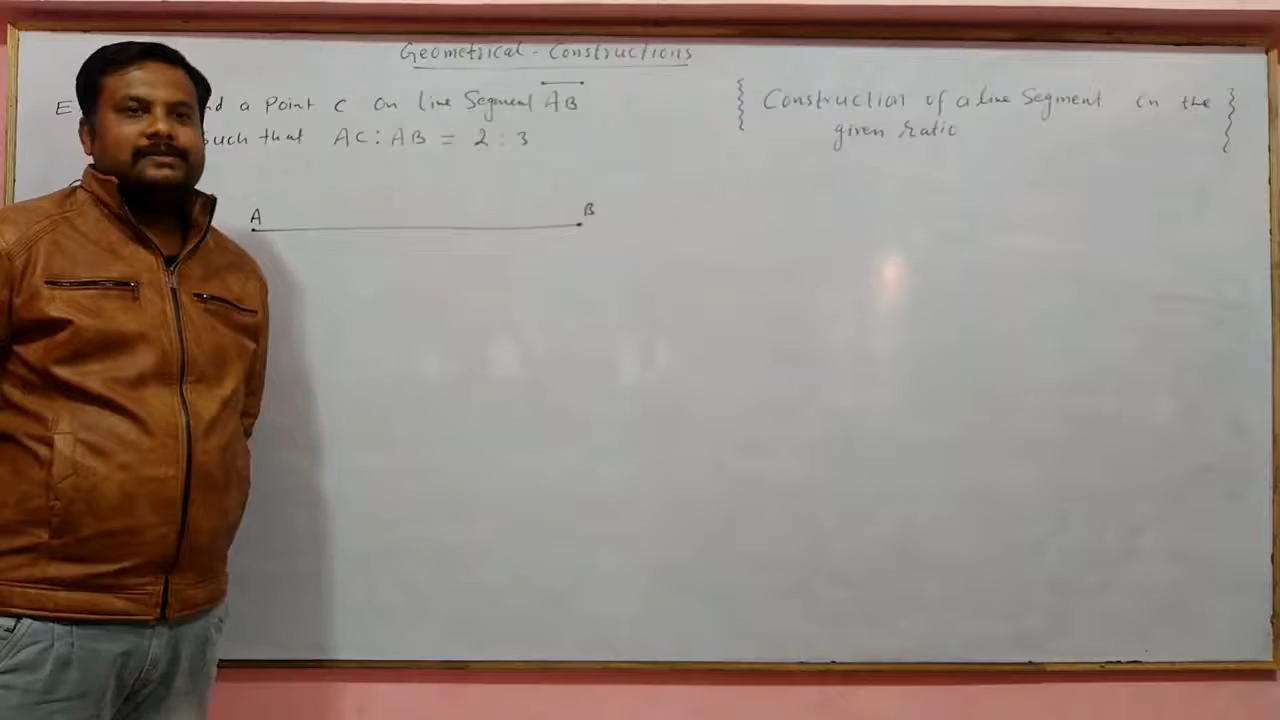 Geometrical-Constructions
a Point C on line Segment AB
Such that AC:AB = 2:3
{ Construction of a line Segment in the }
given ratio
A
B